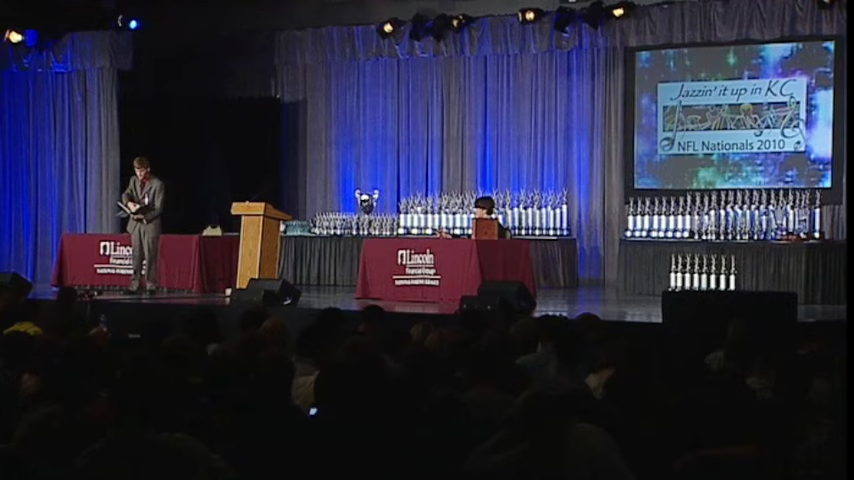 Jazzin' it up in KC
NFL Nationals 2010
Lincoln
Financial Group
Lincoln
Financial Group